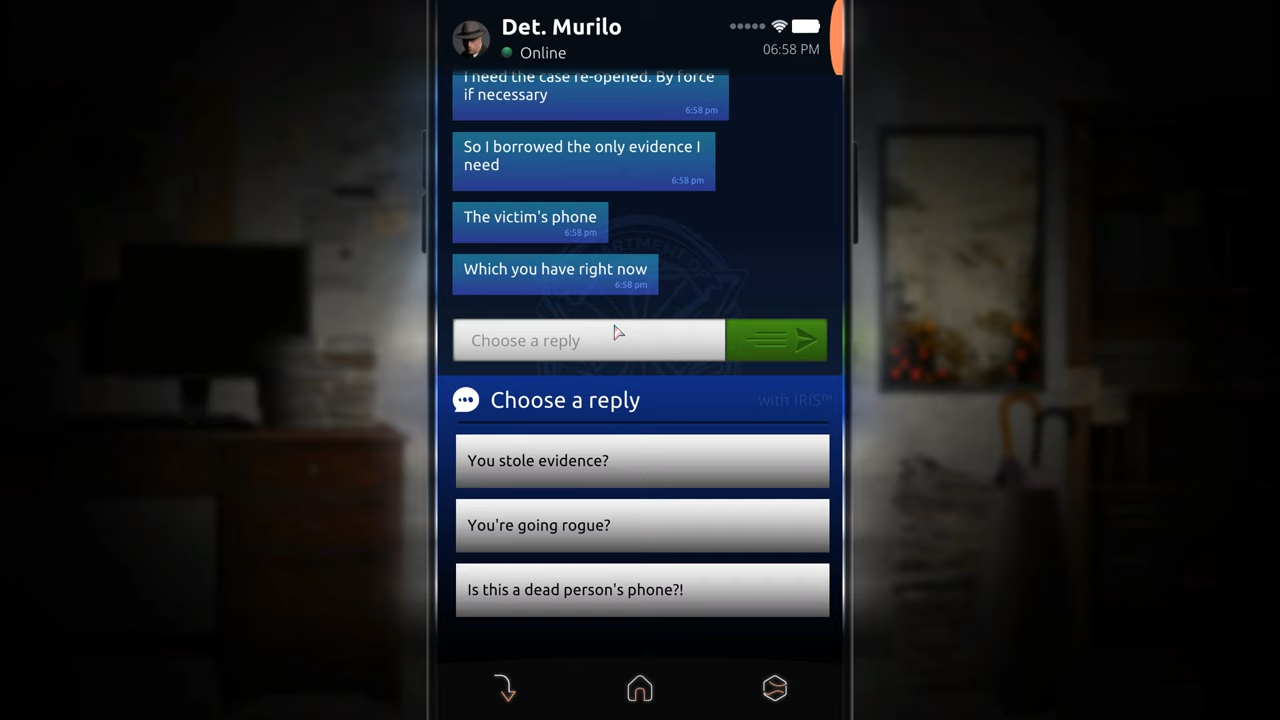 Det. Murilo
Online
06:58 PM
I need the case re-opened. By force
if necessary
6:58 pm
So I borrowed the only evidence I
need
6:58 pm
The victim's phone
6:58 pm
Which you have right now
6:58 pm
DEPARTMENT OF
Choose a reply
Choose a reply
with IRIS™
You stole evidence?
You're going rogue?
Is this a dead person's phone?!